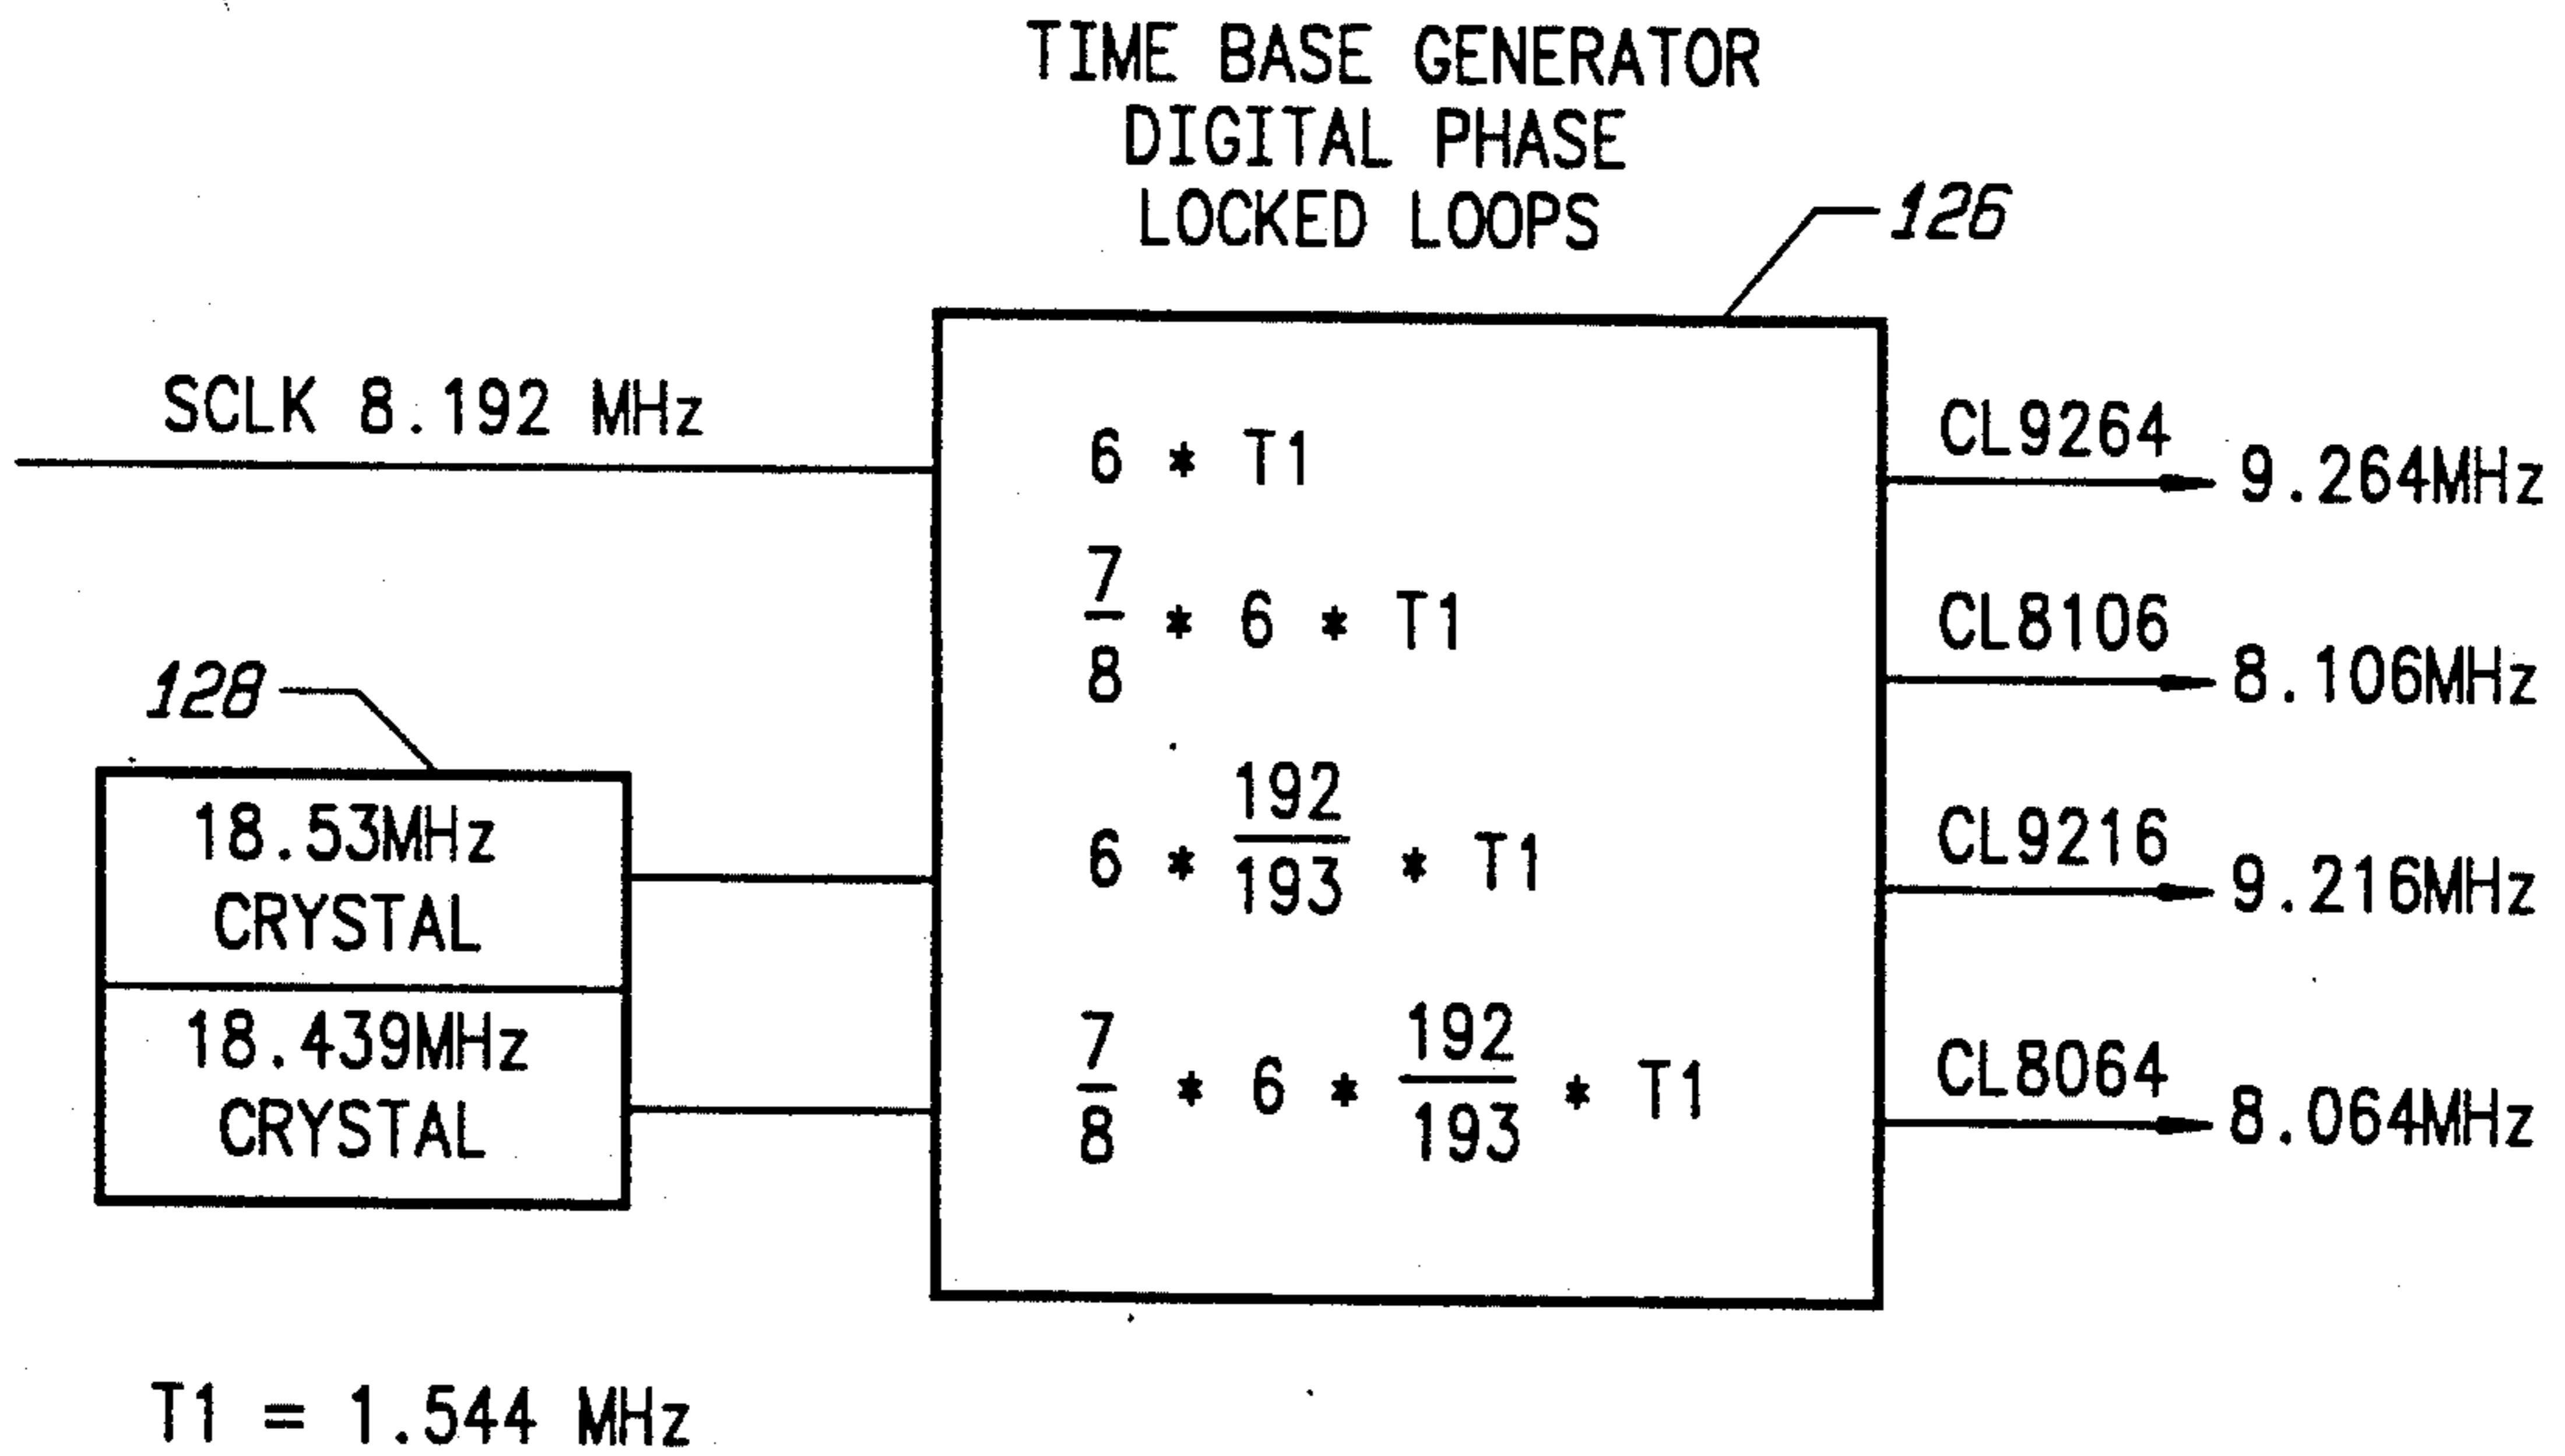 TIME BASE GENERATOR
DIGITAL PHASE
LOCKED LOOPS
126
SCLK 8.192 MHz
6 * T1
CL9264
9.264MHz
7
8
* 6 * T1
CL8106
8.106MHz
128
18.53MHz
CRYSTAL
6 * 192
193
* T1
CL9216
9.216MHz
18.439MHz
CRYSTAL
7
8
* 6 * 192
193
* T1
CL8064
8.064MHz
T1 = 1.544 MHz